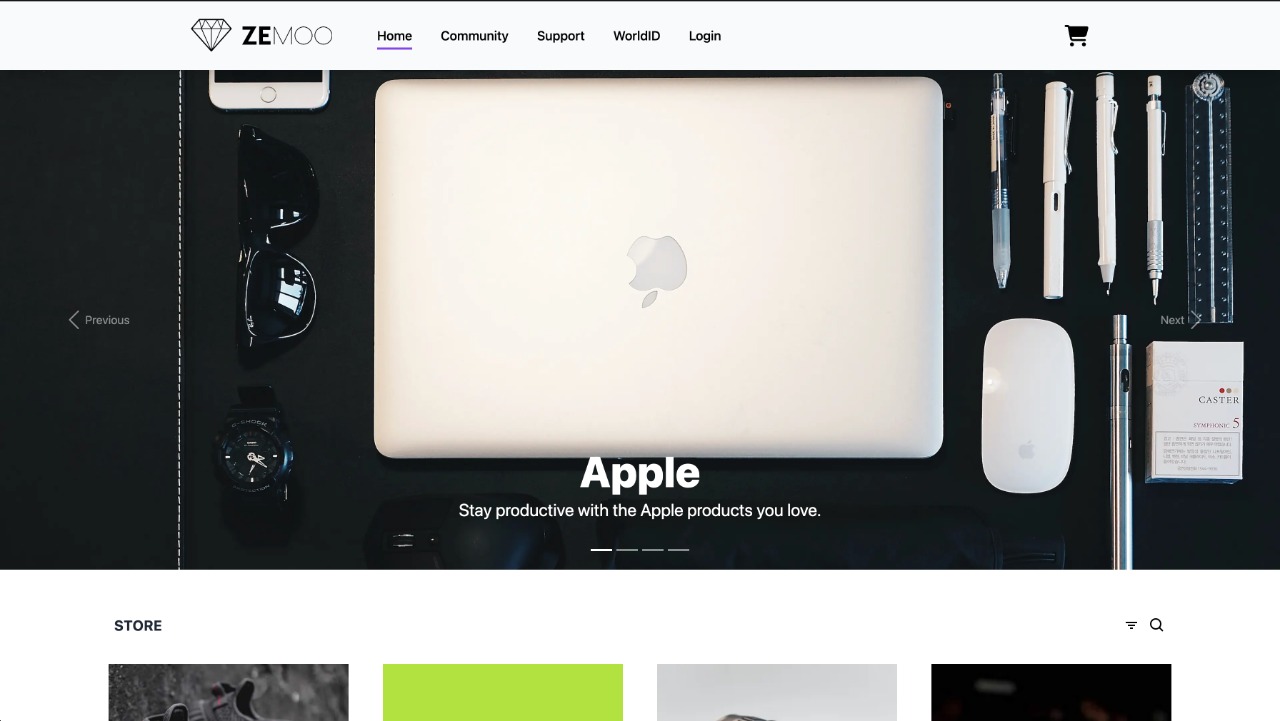 ZEMOO
Home
Community
Support
WorldID
Login
G-SHOCK
Previous
Next
CASTER
SYMPHONIC 5
Apple
Stay productive with the Apple products you love.
STORE